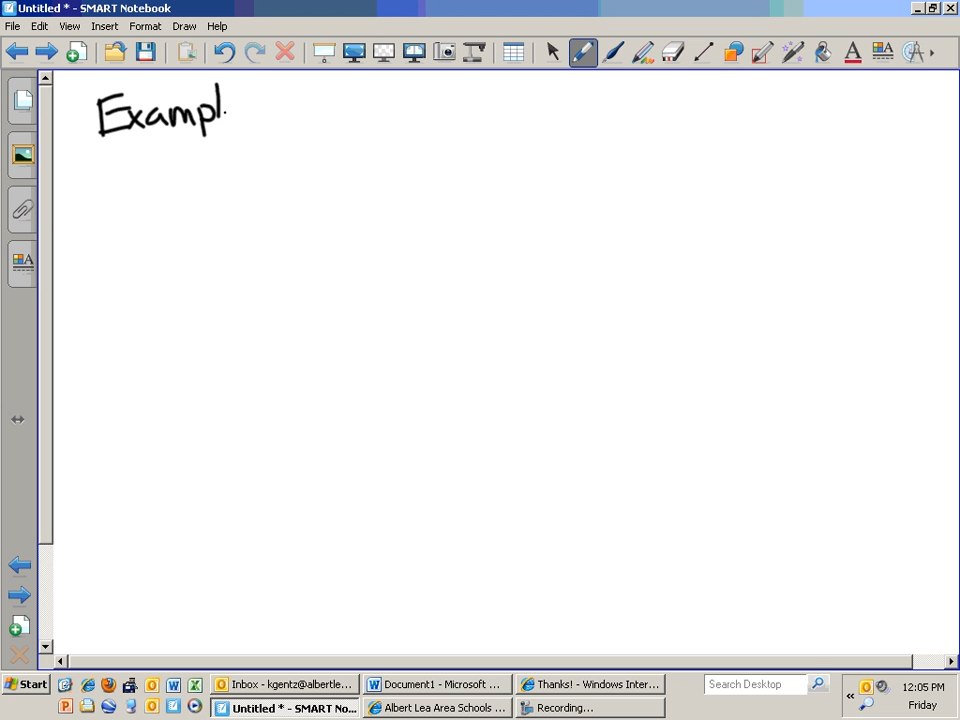 Untitled * - SMART Notebook
File Edit View Insert Format Draw Help
Exampl
Start
Inbox - kgentz@albertle...
Document1 - Microsoft ...
Thanks! - Windows Inter...
Search Desktop
12:05 PM
Untitled * - SMART No...
Albert Lea Area Schools ...
Recording...
Friday